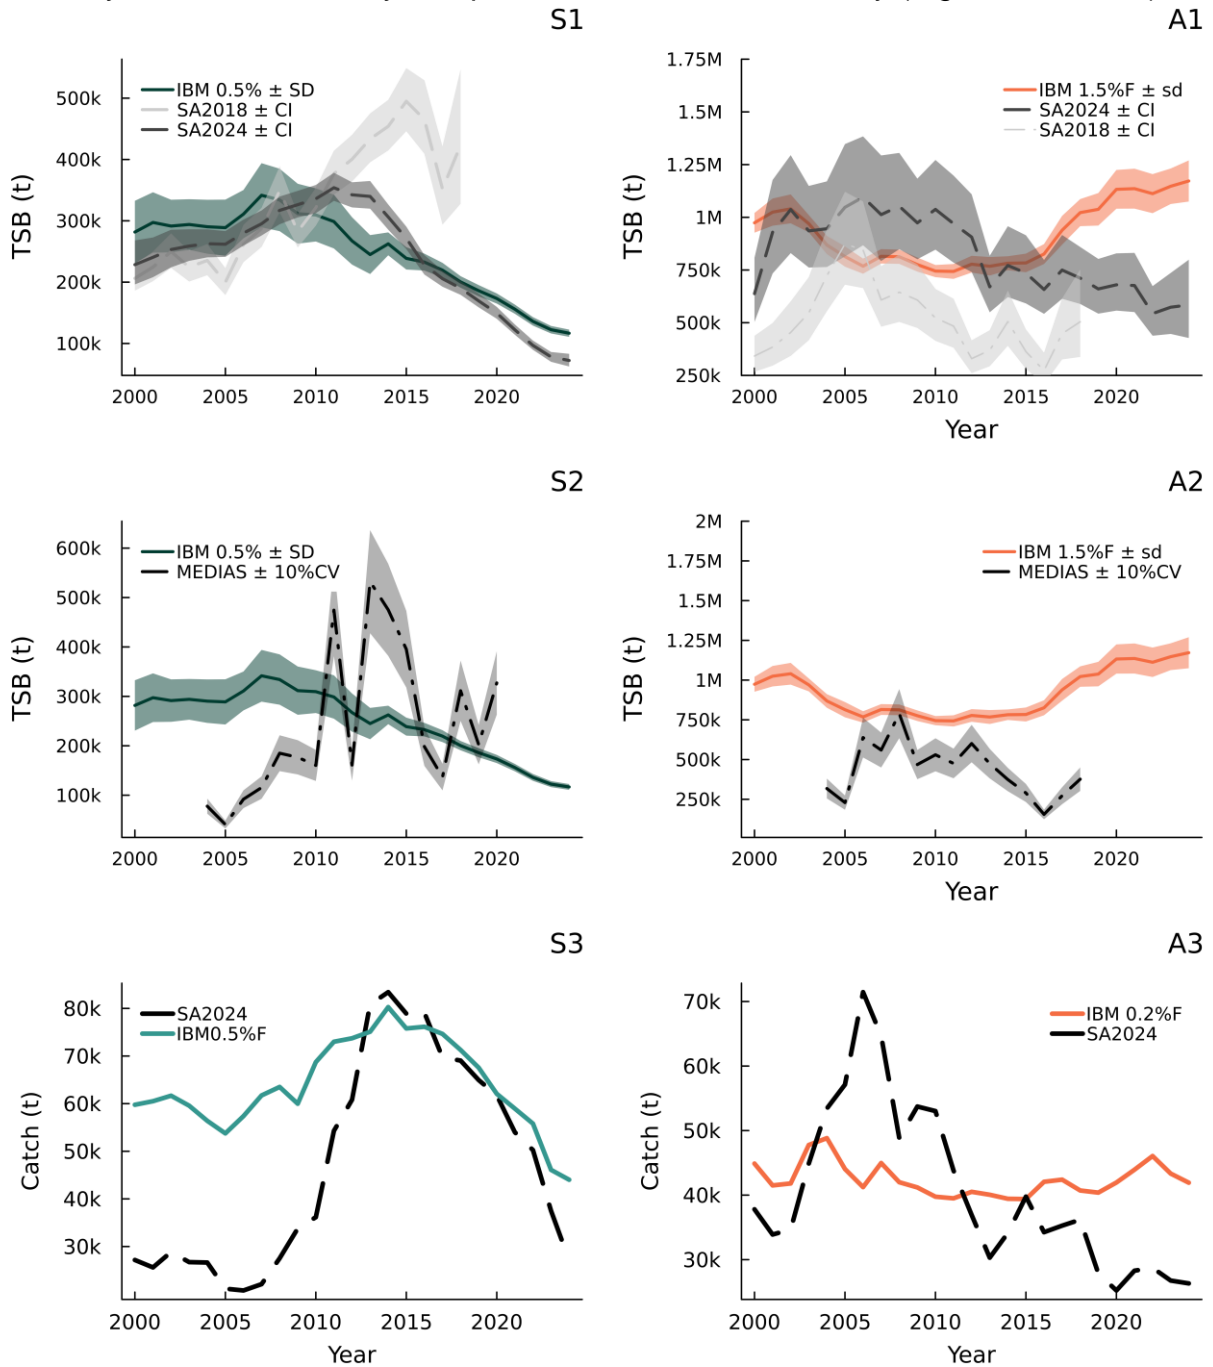 S1
A1
TSB (t)
500k
400k
300k
200k
100k
IBM 0.5% ± SD
SA2018 ± CI
SA2024 ± CI
2000 2005 2010 2015 2020
TSB (t)
1.75M
1.5M
1.25M
1M
750k
500k
250k
IBM 1.5%F ± sd
SA2024 ± CI
SA2018 ± CI
2000 2005 2010 2015 2020
Year
S2
A2
TSB (t)
600k
500k
400k
300k
200k
100k
IBM 0.5% ± SD
MEDIAS ± 10%CV
2000 2005 2010 2015 2020
TSB (t)
2M
1.75M
1.5M
1.25M
1M
750k
500k
250k
IBM 1.5%F ± sd
MEDIAS ± 10%CV
2000 2005 2010 2015 2020
Year
S3
A3
Catch (t)
80k
70k
60k
50k
40k
30k
SA2024
IBM0.5%F
2000 2005 2010 2015 2020
Year
Catch (t)
70k
60k
50k
40k
30k
IBM 0.2%F
SA2024
2000 2005 2010 2015 2020
Year